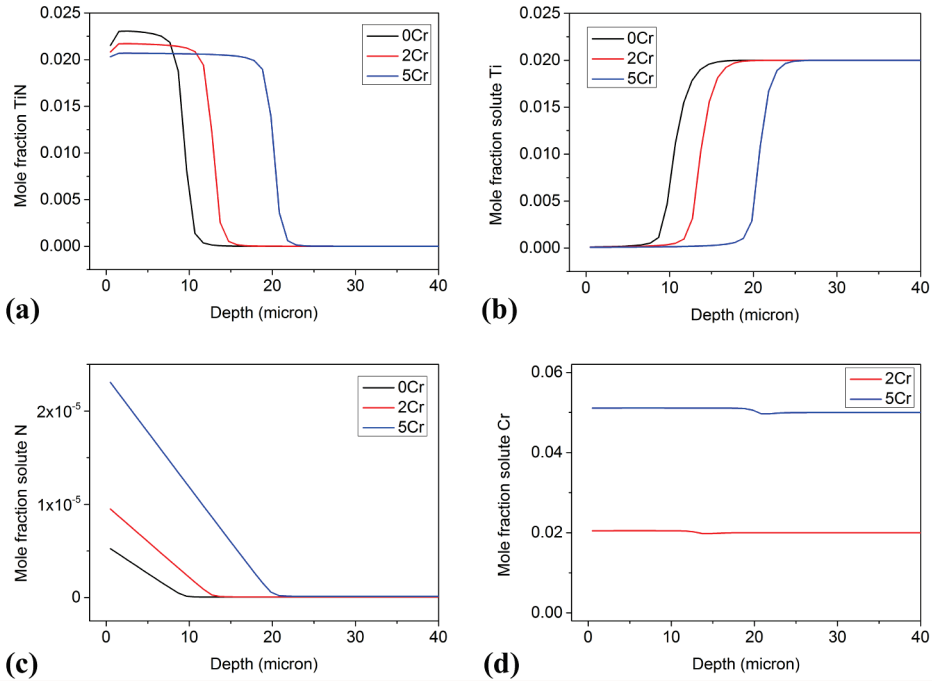 0.025
0.020
0.015
0.010
0.005
0.000
Mole fraction TiN
0Cr
2Cr
5Cr
0 10 20 30 40
Depth (micron)
(a)
0.025
0.020
0.015
0.010
0.005
0.000
Mole fraction solute Ti
0Cr
2Cr
5Cr
0 10 20 30 40
Depth (micron)
(b)
2x10-5
1x10-5
0
Mole fraction solute N
0Cr
2Cr
5Cr
0 10 20 30 40
Depth (micron)
(c)
0.06
0.04
0.02
0.00
Mole fraction solute Cr
2Cr
5Cr
0 10 20 30 40
Depth (micron)
(d)